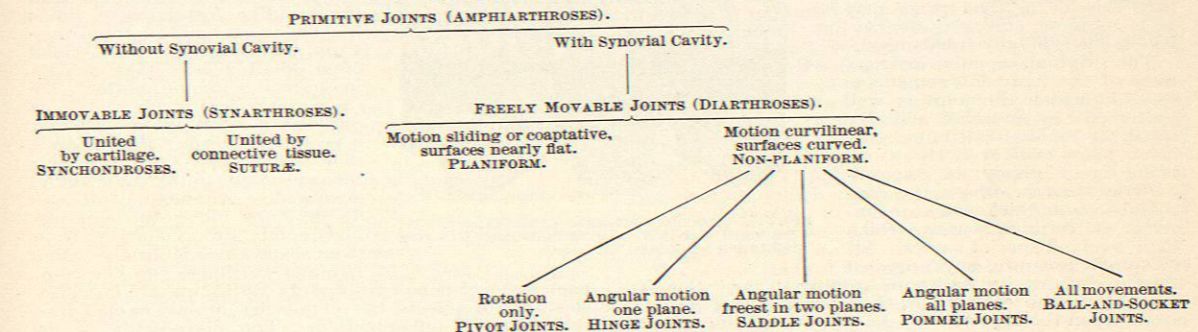 PRIMITIVE JOINTS (AMPHIARTHROSES).
Without Synovial Cavity.
With Synovial Cavity.
IMMOVABLE JOINTS (SYNARTHROSES).
United
by cartilage.
SYNCHONDROSES.
United by
connective tissue.
SUTURÆ.
FREELY MOVABLE JOINTS (DIARTHROSES).
Motion sliding or coaptative,
surfaces nearly flat.
PLANIFORM.
Motion curvilinear,
surfaces curved.
NON-PLANIFORM.
Rotation
only.
PIVOT JOINTS.
Angular motion
one plane.
HINGE JOINTS.
Angular motion
freest in two planes.
SADDLE JOINTS.
Angular motion
all planes.
POMMEL JOINTS.
All movements.
BALL-AND-SOCKET
JOINTS.